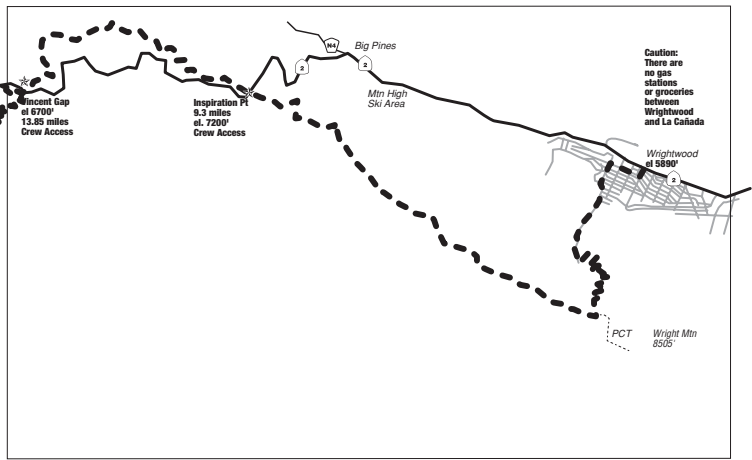 N4
Big Pines
2
2
Mtn High
Ski Area
Caution:
There are
no gas
stations
or groceries
between
Wrightwood
and La Cañada
Vincent Gap
el 6700'
13.85 miles
Crew Access
Inspiration Pt
9.3 miles
el. 7200'
Crew Access
Wrightwood
el 5890'
2
PCT
Wright Mtn
8505'